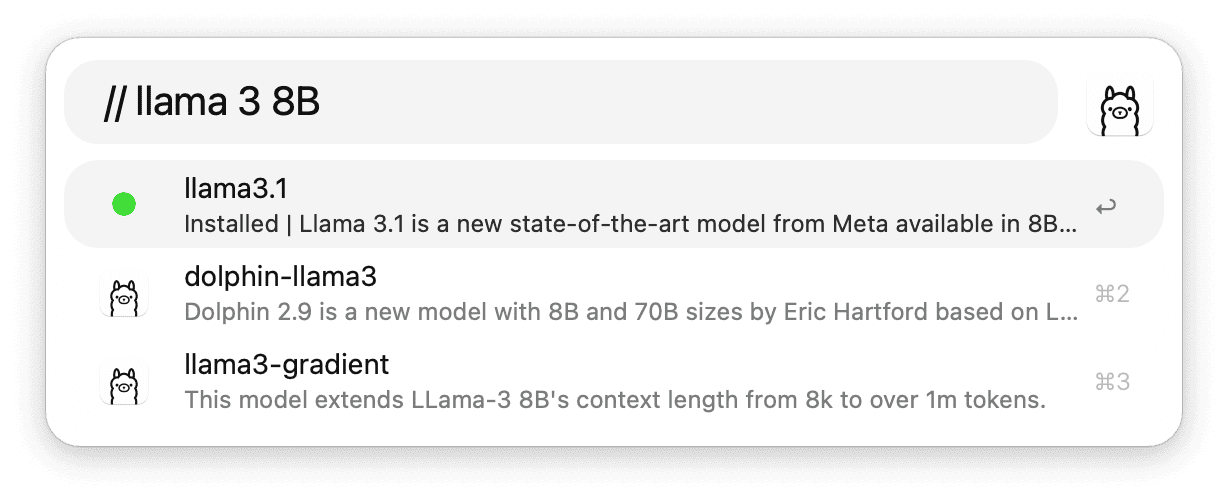 // llama 3 8B
llama3.1
Installed | Llama 3.1 is a new state-of-the-art model from Meta available in 8B...
↩
dolphin-llama3
Dolphin 2.9 is a new model with 8B and 70B sizes by Eric Hartford based on L...
⌘2
llama3-gradient
This model extends LLama-3 8B's context length from 8k to over 1m tokens.
⌘3